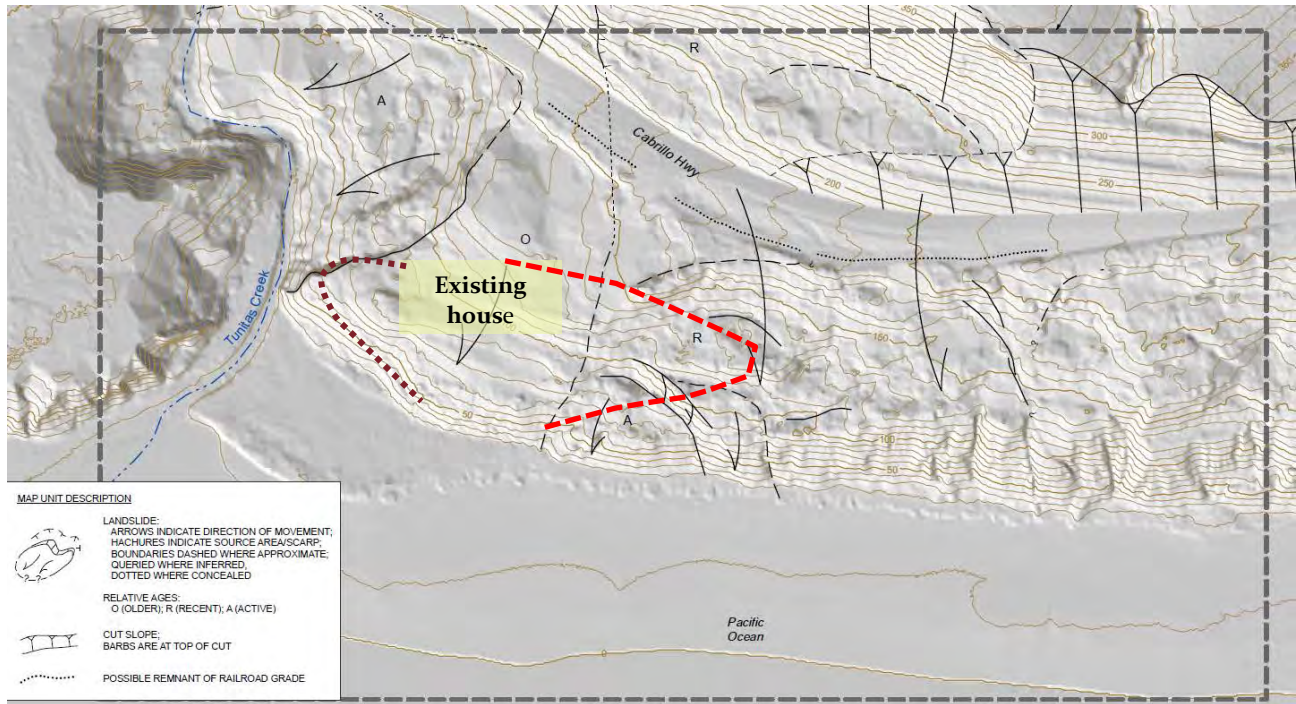 350
R
350
A
Cabrillo Hwy
300
200
250
O
Tunitas Creek
Existing
house
R
150
50
A
100
50
MAP UNIT DESCRIPTION
LANDSLIDE:
ARROWS INDICATE DIRECTION OF MOVEMENT;
HACHURES INDICATE SOURCE AREA/SCARP;
BOUNDARIES DASHED WHERE APPROXIMATE;
QUERIED WHERE INFERRED,
DOTTED WHERE CONCEALED
RELATIVE AGES:
O (OLDER); R (RECENT); A (ACTIVE)
CUT SLOPE;
BARBS ARE AT TOP OF CUT
POSSIBLE REMNANT OF RAILROAD GRADE
Pacific
Ocean
0